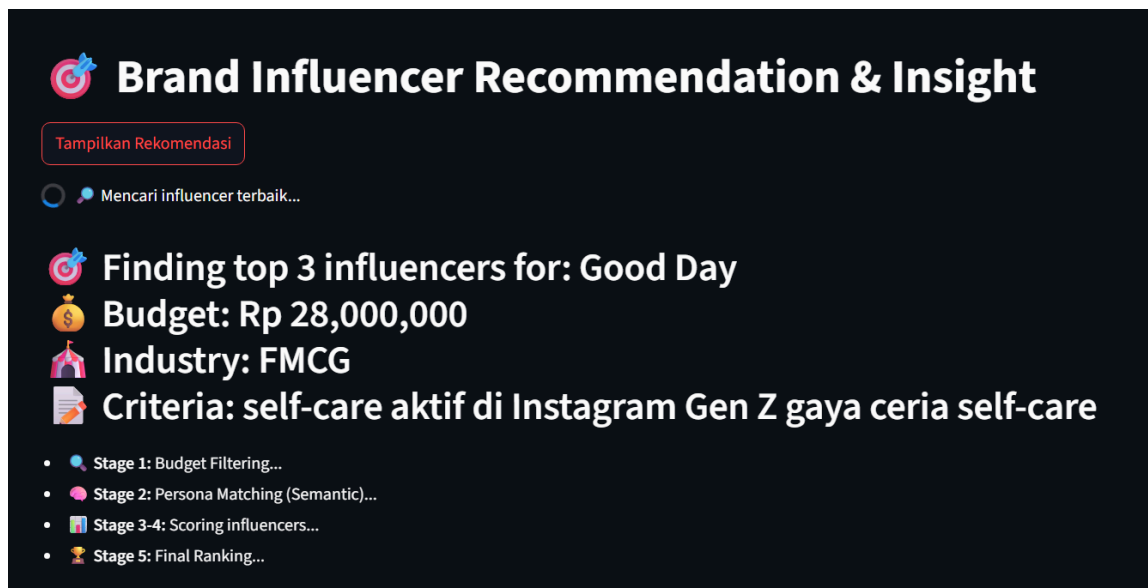 Brand Influencer Recommendation & Insight
Tampilkan Rekomendasi
Mencari influencer terbaik...
Finding top 3 influencers for: Good Day
Budget: Rp 28,000,000
Industry: FMCG
Criteria: self-care aktif di Instagram Gen Z gaya ceria self-care
Stage 1: Budget Filtering...
Stage 2: Persona Matching (Semantic)...
Stage 3-4: Scoring influencers...
Stage 5: Final Ranking...